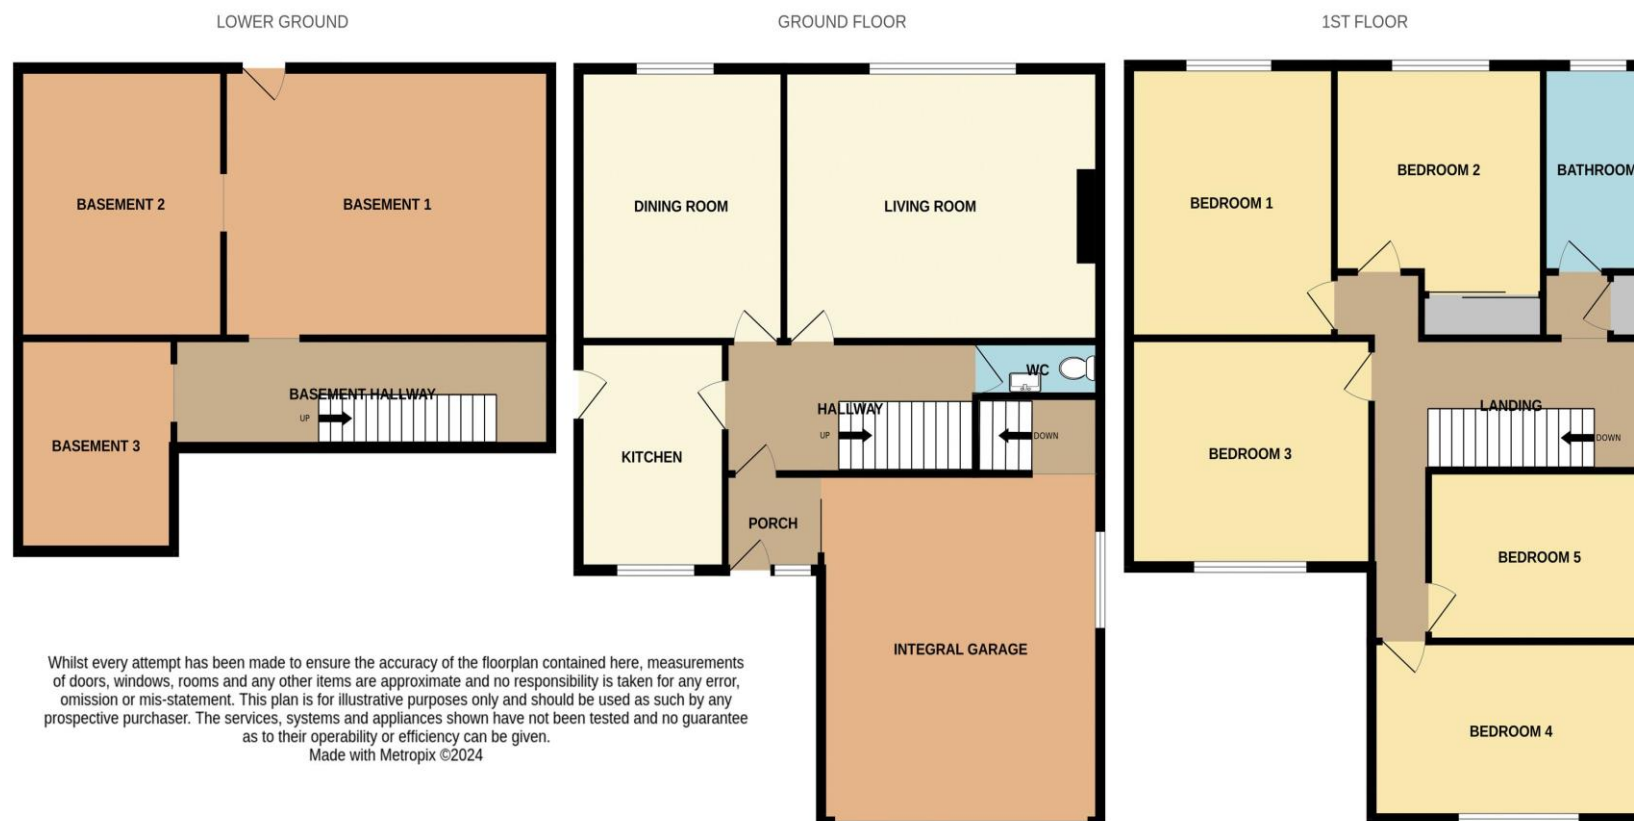 LOWER GROUND
BASEMENT 2
BASEMENT 1
BASEMENT HALLWAY
UP
BASEMENT 3
GROUND FLOOR
DINING ROOM
LIVING ROOM
WC
HALLWAY
UP
DOWN
KITCHEN
PORCH
INTEGRAL GARAGE
1ST FLOOR
BEDROOM 1
BEDROOM 2
BATHROOM
LANDING
DOWN
BEDROOM 3
BEDROOM 5
BEDROOM 4
Whilst every attempt has been made to ensure the accuracy of the floorplan contained here, measurements
of doors, windows, rooms and any other items are approximate and no responsibility is taken for any error,
omission or mis-statement. This plan is for illustrative purposes only and should be used as such by any
prospective purchaser. The services, systems and appliances shown have not been tested and no guarantee
as to their operability or efficiency can be given.
Made with Metropix ©2024